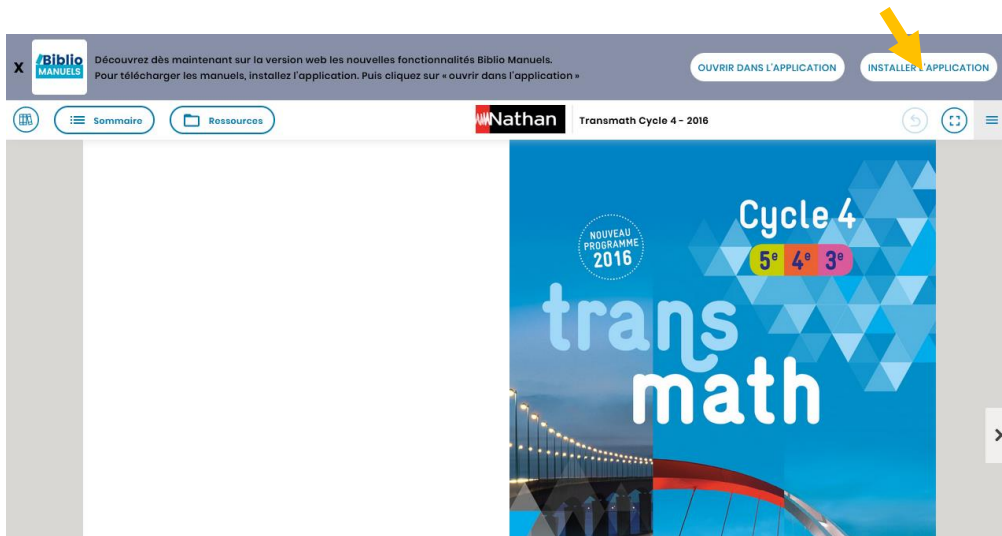 x
Biblio
MANUELS
Découvrez dès maintenant sur la version web les nouvelles fonctionnalités Biblio Manuels.
Pour télécharger les manuels, installez l'application. Puis cliquez sur « ouvrir dans l'application »
OUVRIR DANS L'APPLICATION
INSTALLER L'APPLICATION
Sommaire
Ressources
Nathan
Transmath Cycle 4 - 2016
NOUVEAU
PROGRAMME
2016
Cycle 4
5e 4e 3e
trans
math